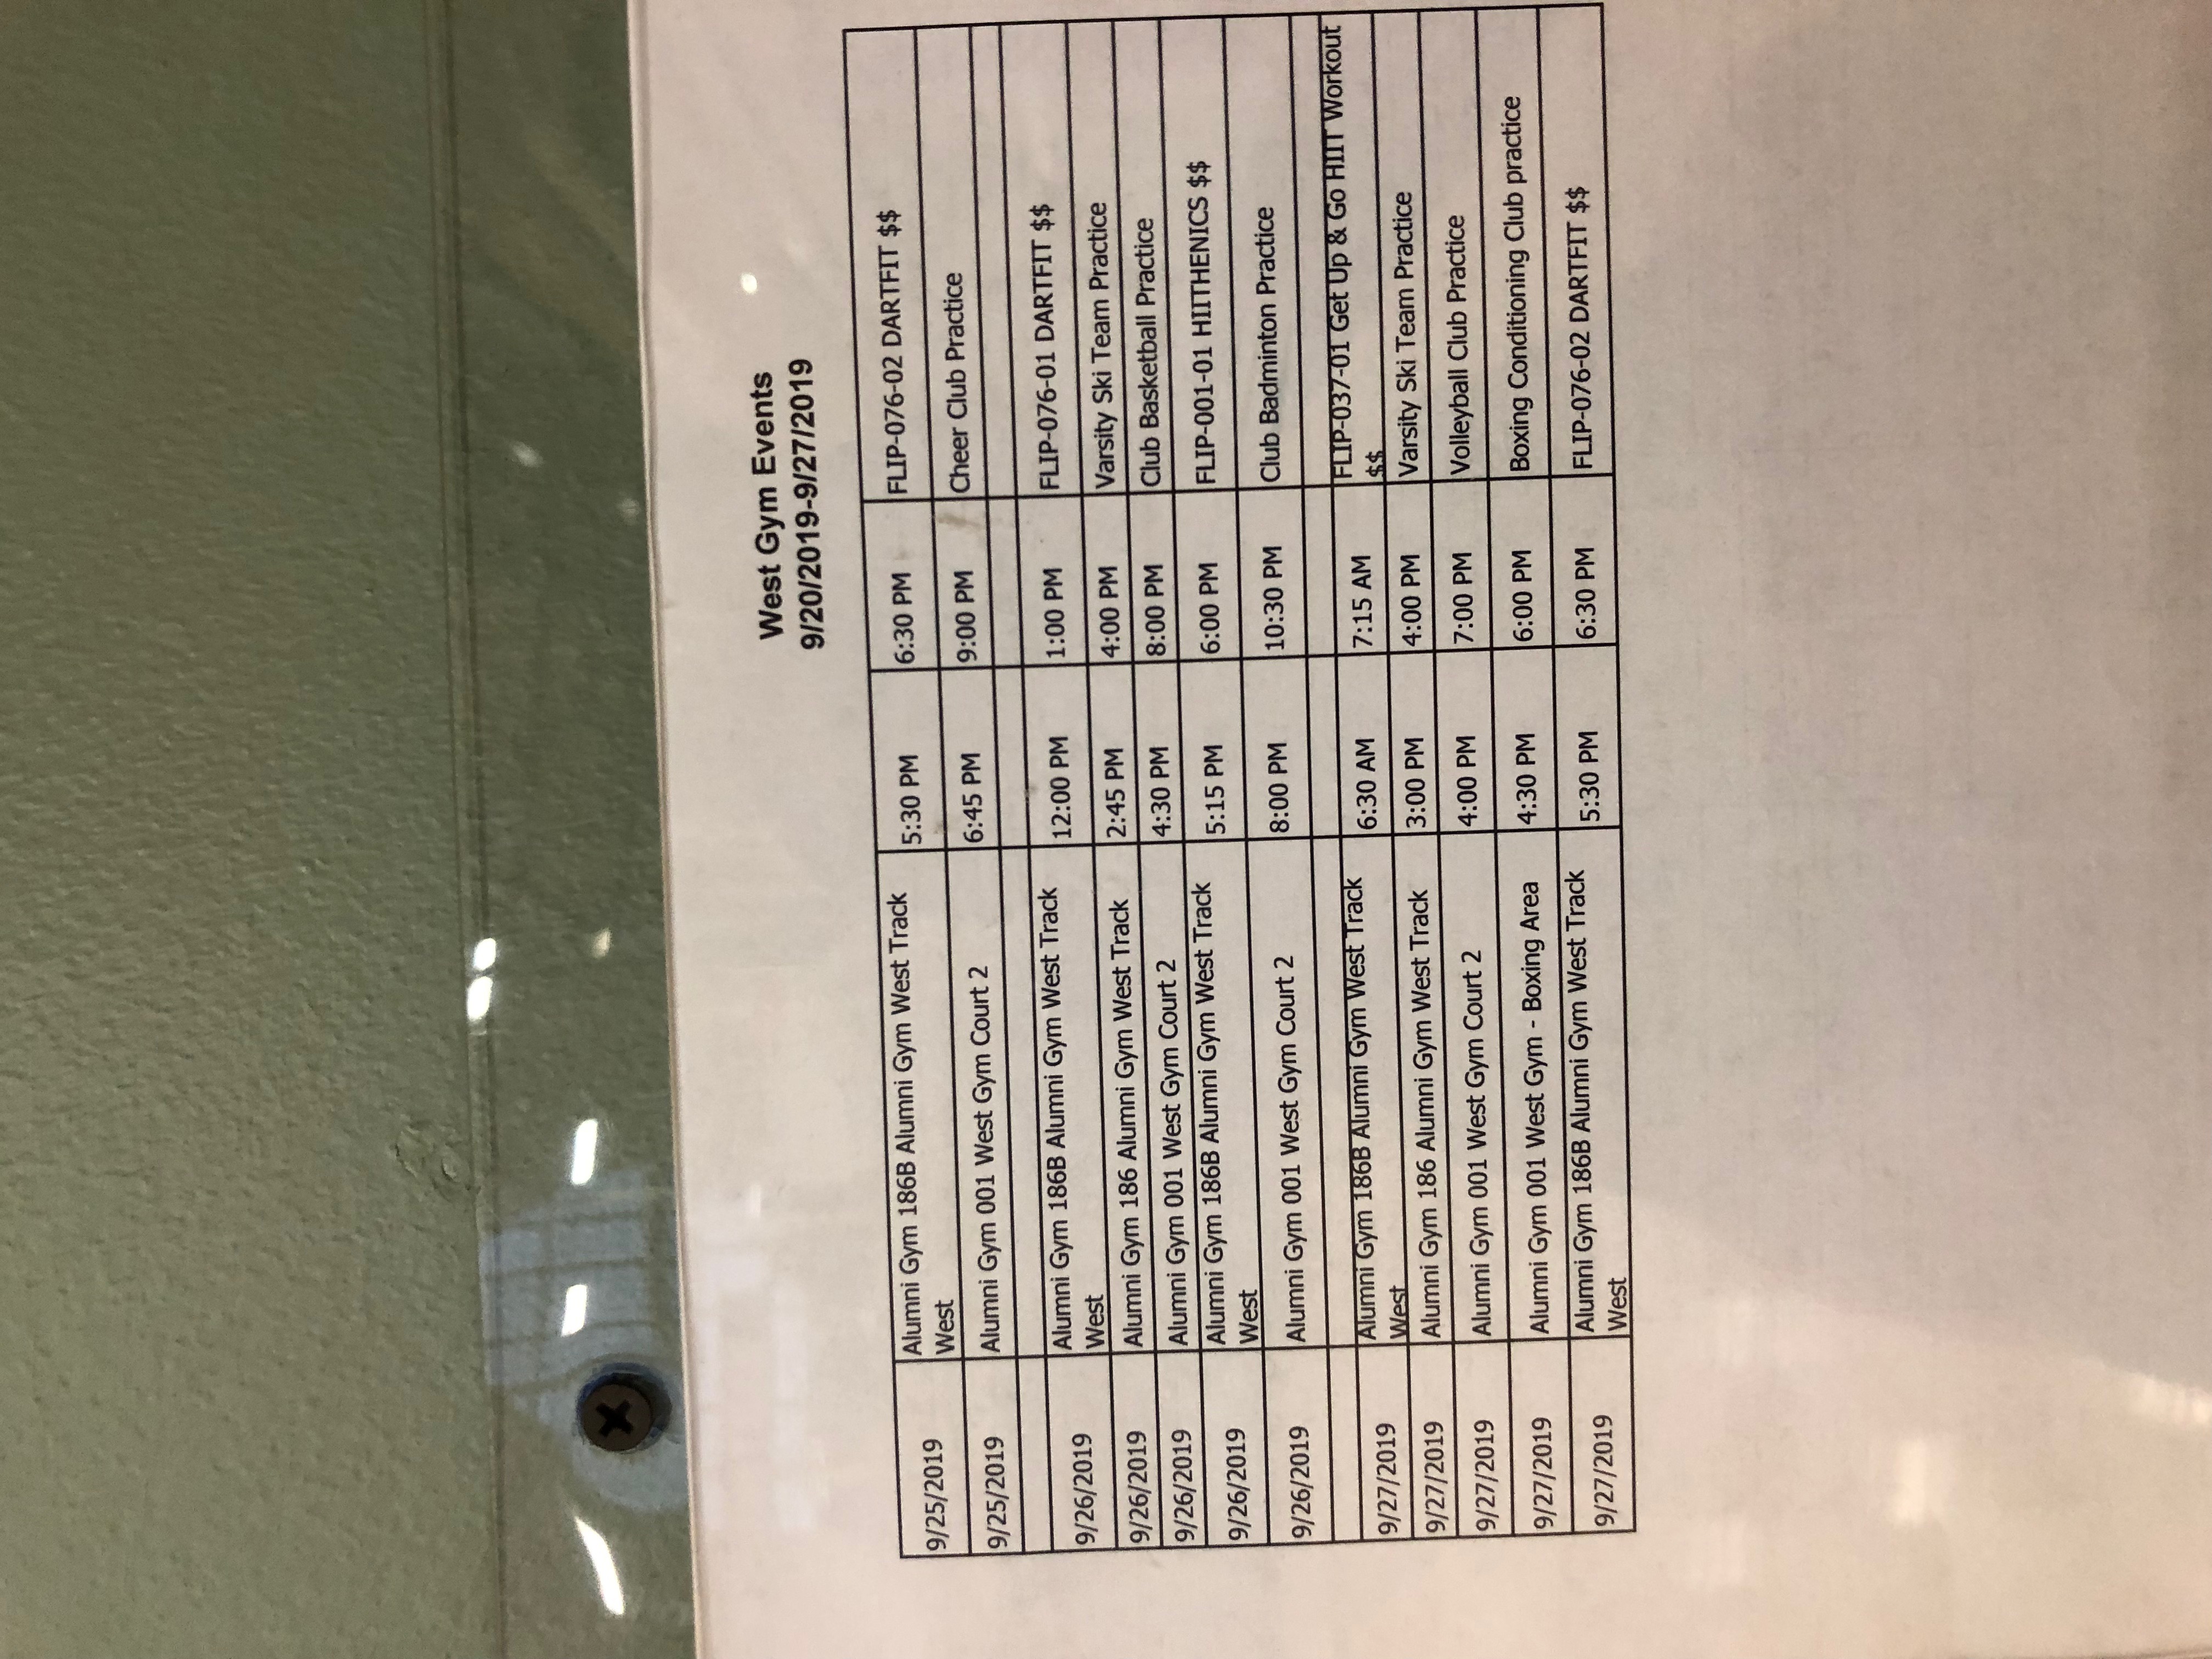 West Gym Events
9/20/2019-9/27/2019
9/25/2019 Alumni Gym 186B Alumni Gym West Track 5:30 PM 6:30 PM FLIP-076-02 DARTFIT $$
West
9/25/2019 Alumni Gym 001 West Gym Court 2 6:45 PM 9:00 PM Cheer Club Practice
9/26/2019 Alumni Gym 186B Alumni Gym West Track 12:00 PM 1:00 PM FLIP-076-01 DARTFIT $$
West
9/26/2019 Alumni Gym 186 Alumni Gym West Track 2:45 PM 4:00 PM Varsity Ski Team Practice
9/26/2019 Alumni Gym 001 West Gym Court 2 4:30 PM 8:00 PM Club Basketball Practice
9/26/2019 Alumni Gym 186B Alumni Gym West Track 5:15 PM 6:00 PM FLIP-001-01 HIITHENICS $$
West
9/26/2019 Alumni Gym 001 West Gym Court 2 8:00 PM 10:30 PM Club Badminton Practice
9/27/2019 Alumni Gym 186B Alumni Gym West Track 6:30 AM 7:15 AM FLIP-037-01 Get Up & Go HIIT Workout
West $$
9/27/2019 Alumni Gym 186 Alumni Gym West Track 3:00 PM 4:00 PM Varsity Ski Team Practice
9/27/2019 Alumni Gym 001 West Gym Court 2 4:00 PM 7:00 PM Volleyball Club Practice
9/27/2019 Alumni Gym 001 West Gym - Boxing Area 4:30 PM 6:00 PM Boxing Conditioning Club practice
9/27/2019 Alumni Gym 186B Alumni Gym West Track 5:30 PM 6:30 PM FLIP-076-02 DARTFIT $$
West